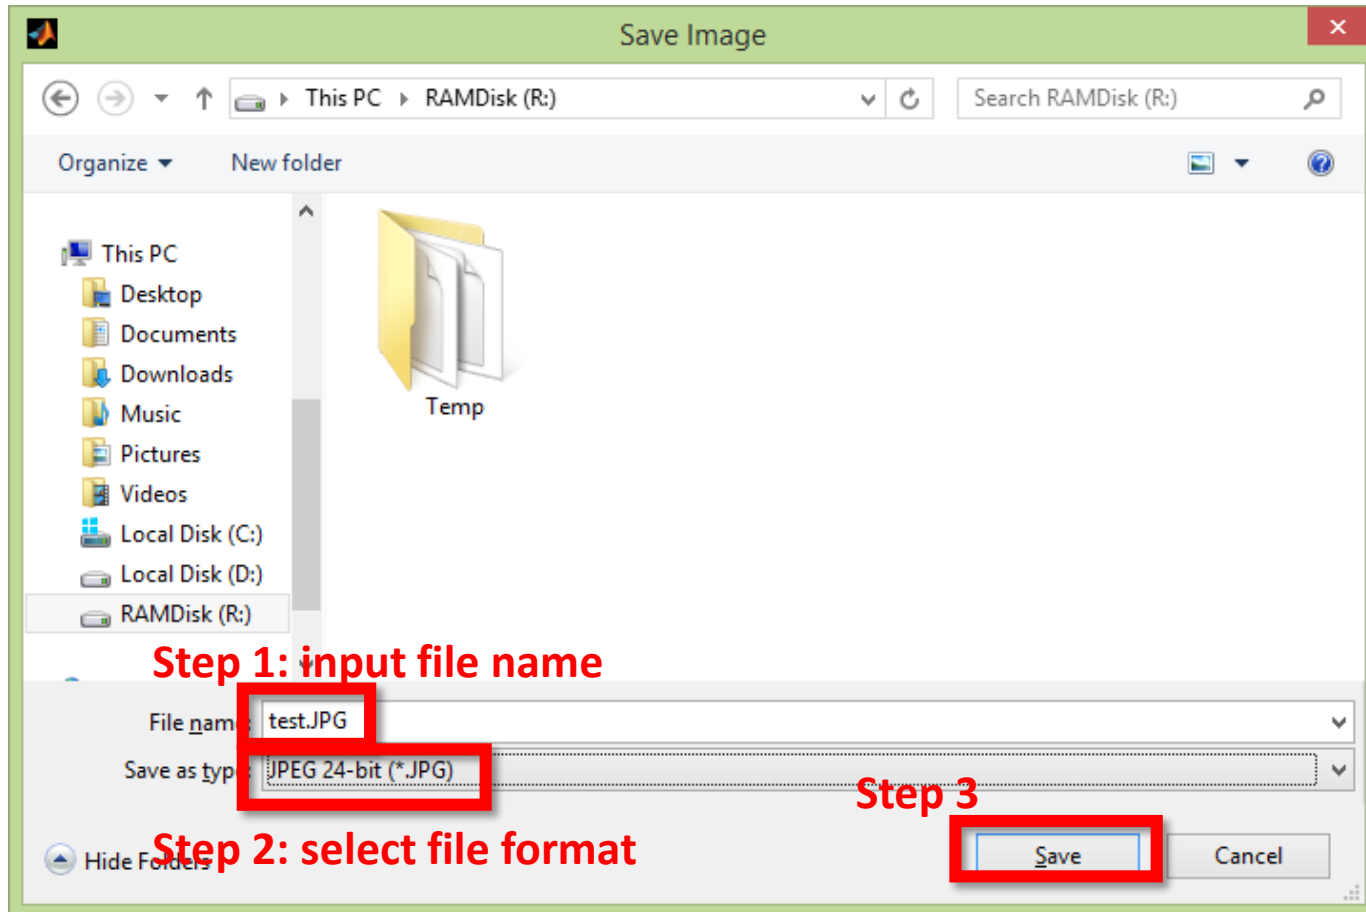 Save Image
This PC RAMDisk (R:)
Search RAMDisk (R:)
Organize
New folder
This PC
Desktop
Documents
Downloads
Music
Pictures
Videos
Local Disk (C:)
Local Disk (D:)
RAMDisk (R:)
Temp
Step 1: input file name
File name: test.JPG
Save as type: JPEG 24-bit (*.JPG)
Step 3
Step 2: select file format
Hide Folders
Save
Cancel